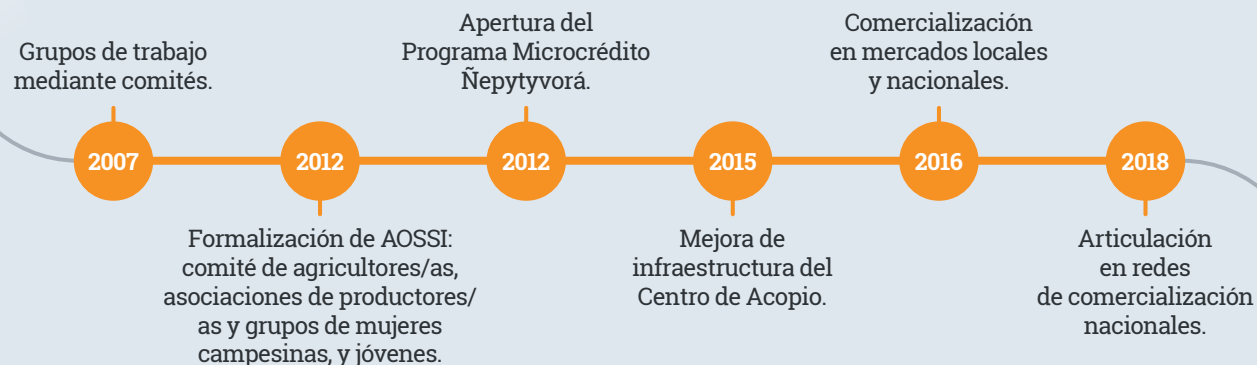 Grupos de trabajo
mediante comités.
2007
2012
Formalización de AOSSI:
comité de agricultores/as,
asociaciones de productores/
as y grupos de mujeres
campesinas, y jóvenes.
Apertura del
Programa Microcrédito
Ñepytyvorá.
2012
2015
Mejora de
infraestructura del
Centro de Acopio.
Comercialización
en mercados locales
y nacionales.
2016
2018
Articulación
en redes
de comercialización
nacionales.